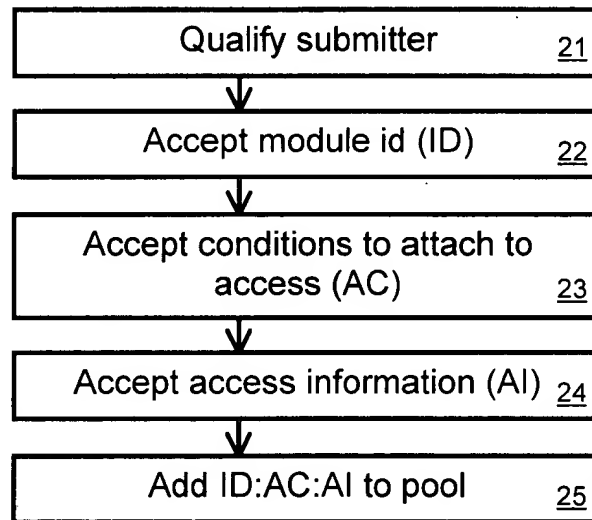 Qualify submitter 21
Accept module id (ID) 22
Accept conditions to attach to
access (AC) 23
Accept access information (AI) 24
Add ID:AC:AI to pool 25